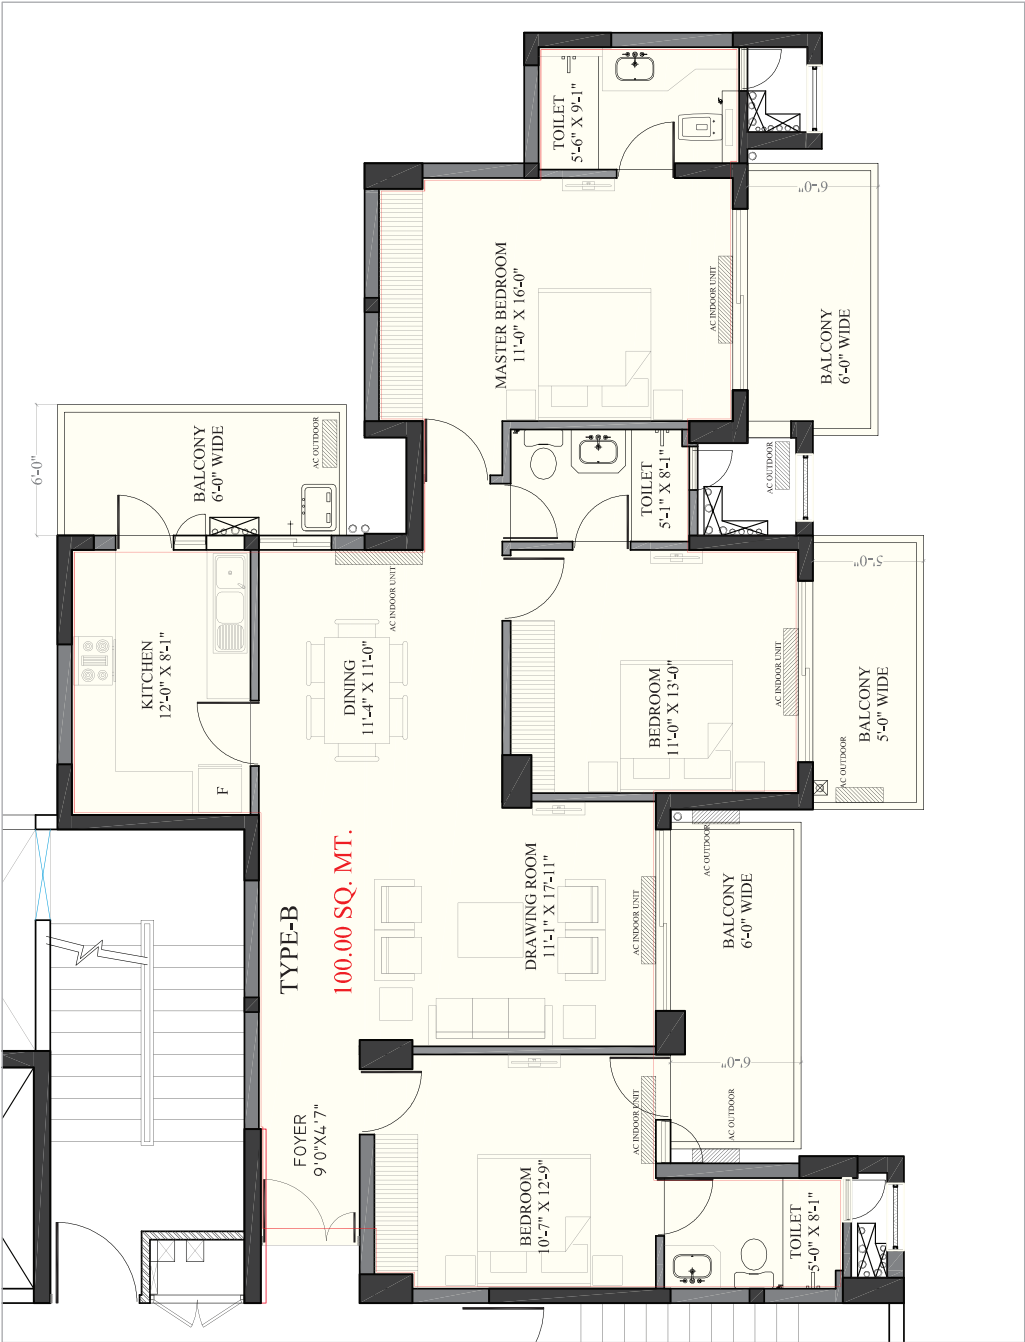 TOILET
5'-6" X 9'-1"
6'-0"
MASTER BEDROOM
11'-0" X 16'-0"
AC INDOOR UNIT
BALCONY
6'-0" WIDE
6'-0"
BALCONY
6'-0" WIDE
AC OUTDOOR
TOILET
5'-1" X 8'-1"
AC OUTDOOR
5'-0"
KITCHEN
12'-0" X 8'-1"
F
AC INDOOR UNIT
DINING
11'-4" X 11'-0"
BEDROOM
11'-0" X 13'-0"
AC INDOOR UNIT
BALCONY
5'-0" WIDE
AC OUTDOOR
TYPE-B
100.00 SQ. MT.
DRAWING ROOM
11'-1" X 17'-11"
AC INDOOR UNIT
AC OUTDOOR
BALCONY
6'-0" WIDE
6'-0"
FOYER
9'0"X4'7"
BEDROOM
10'-7" X 12'-9"
AC INDOOR UNIT
AC OUTDOOR
TOILET
5'-0" X 8'-1"